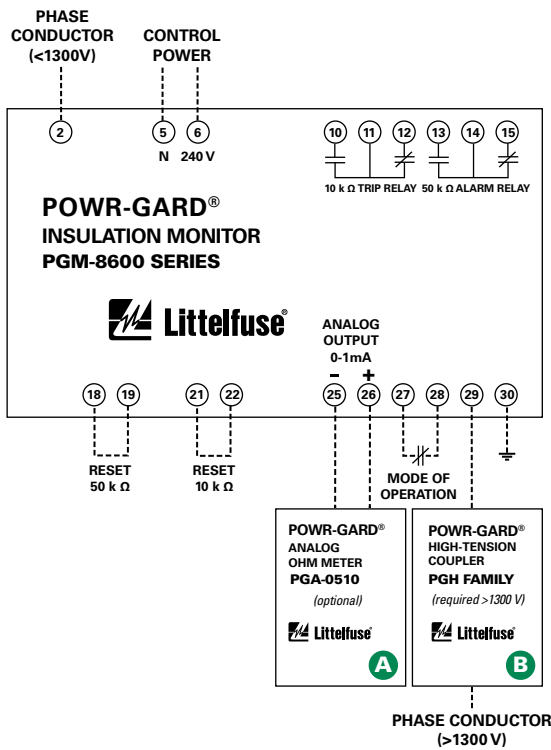 PHASE
CONDUCTOR
(<1300V)
CONTROL
POWER
2
5
6
N 240 V
10
11
12
13
14
15
10 k Ω TRIP RELAY
50 k Ω ALARM RELAY
POWR-GARD®
INSULATION MONITOR
PGM-8600 SERIES
Littelfuse®
ANALOG
OUTPUT
0-1mA
– +
18
19
21
22
25
26
27
28
29
30
RESET
50 k Ω
RESET
10 k Ω
MODE OF
OPERATION
POWR-GARD®
ANALOG
OHM METER
PGA-0510
(optional)
Littelfuse®
A
POWR-GARD®
HIGH-TENSION
COUPLER
PGH FAMILY
(required >1300 V)
Littelfuse®
B
PHASE CONDUCTOR
(>1300 V)